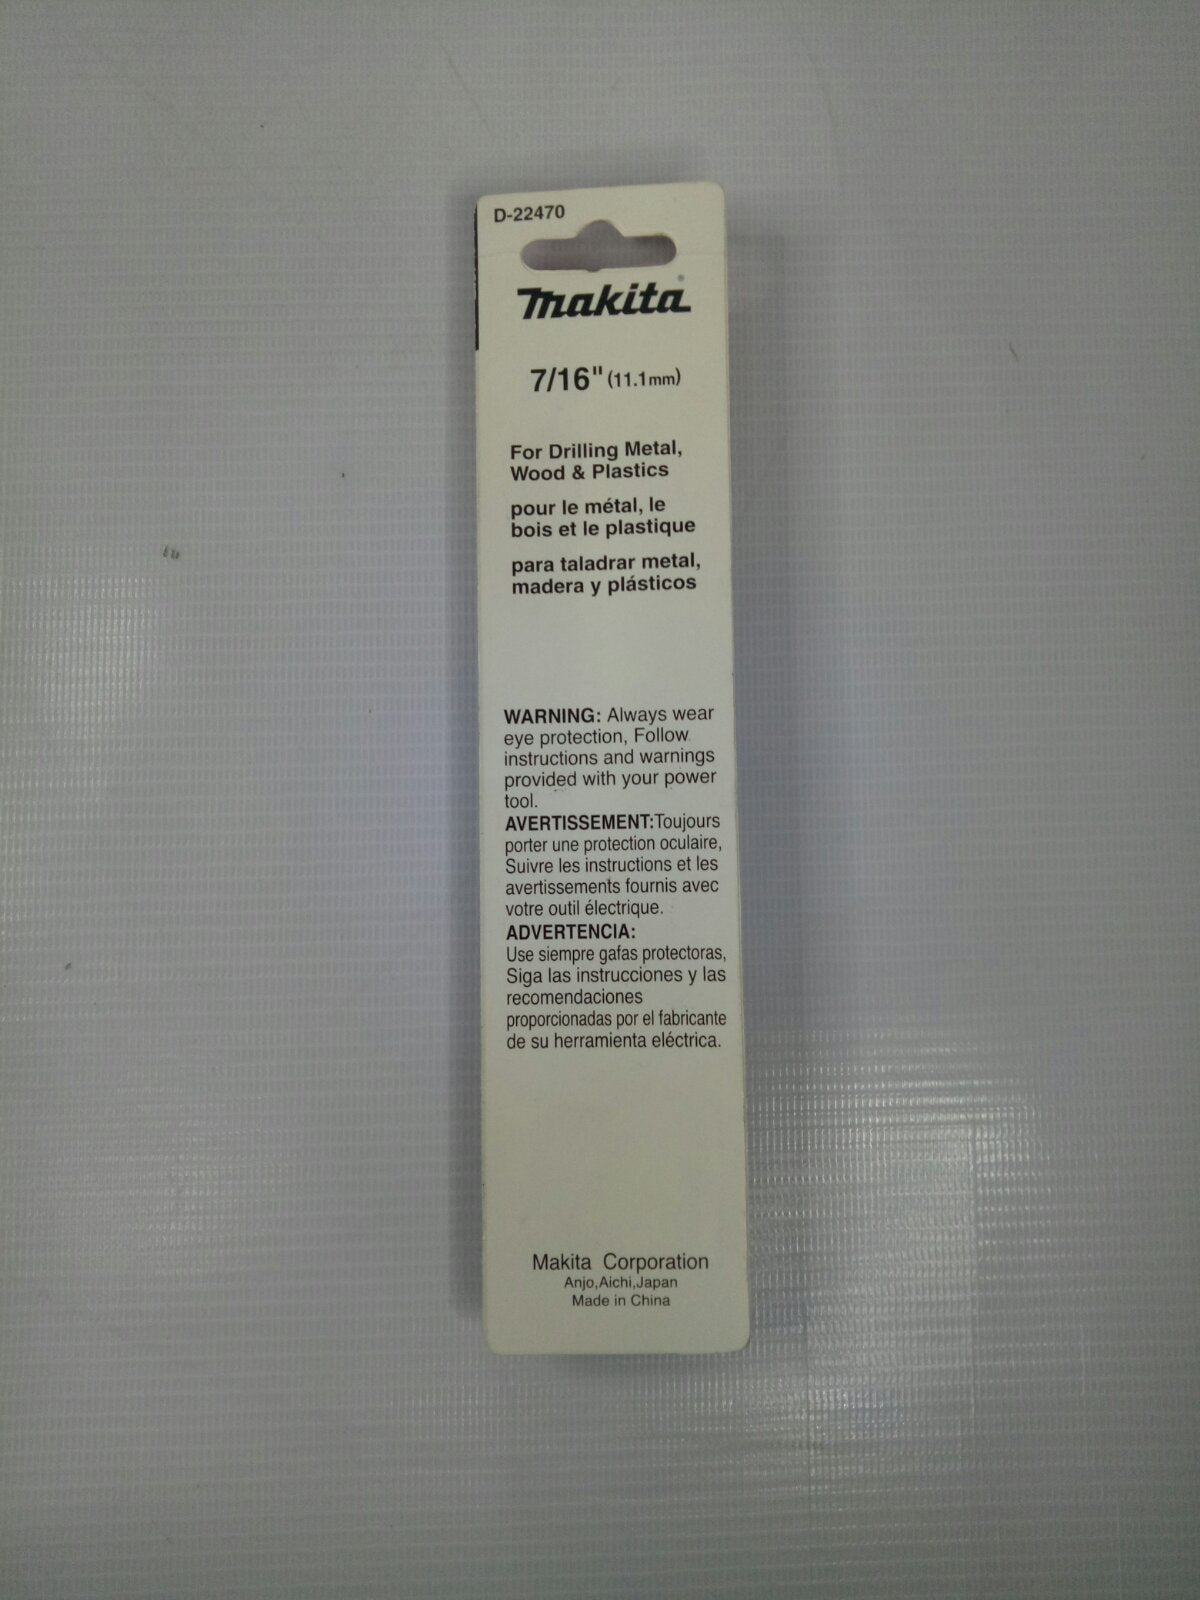 D-22470
makita®
7/16" (11.1mm)
For Drilling Metal,
Wood & Plastics
pour le métal, le
bois et le plastique
para taladrar metal,
madera y plásticos
WARNING: Always wear
eye protection, Follow
instructions and warnings
provided with your power
tool.
AVERTISSEMENT:Toujours
porter une protection oculaire,
Suivre les instructions et les
avertissements fournis avec
votre outil électrique.
ADVERTENCIA:
Use siempre gafas protectoras,
Siga las instrucciones y las
recomendaciones
proporcionadas por el fabricante
de su herramienta eléctrica.
Makita Corporation
Anjo,Aichi,Japan
Made in China